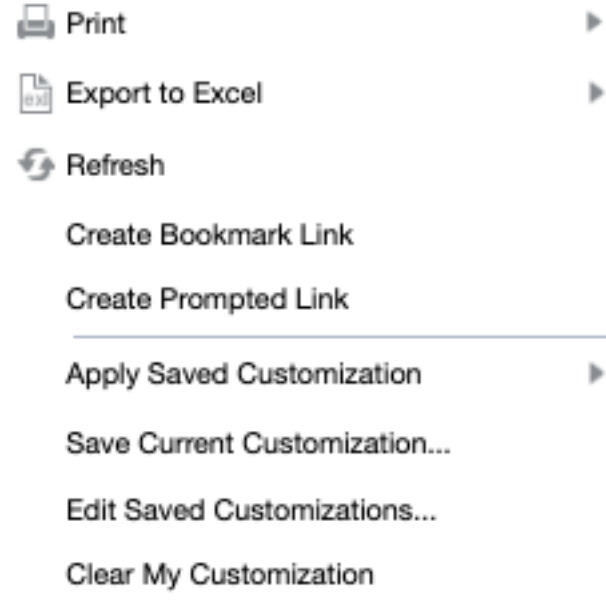 Print
Export to Excel
Refresh
Create Bookmark Link
Create Prompted Link
Apply Saved Customization
Save Current Customization...
Edit Saved Customizations...
Clear My Customization